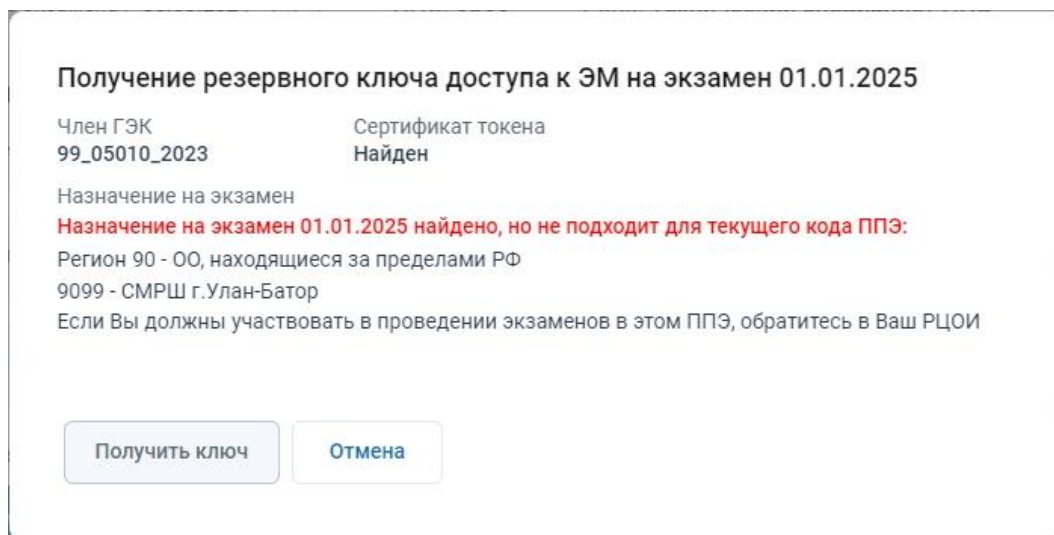 Получение резервного ключа доступа к ЭМ на экзамен 01.01.2025
Член ГЭК Сертификат токена
99_05010_2023 Найден
Назначение на экзамен
Назначение на экзамен 01.01.2025 найдено, но не подходит для текущего кода ППЭ:
Регион 90 - ОО, находящиеся за пределами РФ
9099 - СМРШ г.Улан-Батор
Если Вы должны участвовать в проведении экзаменов в этом ППЭ, обратитесь в Ваш РЦОИ
Получить ключ Отмена